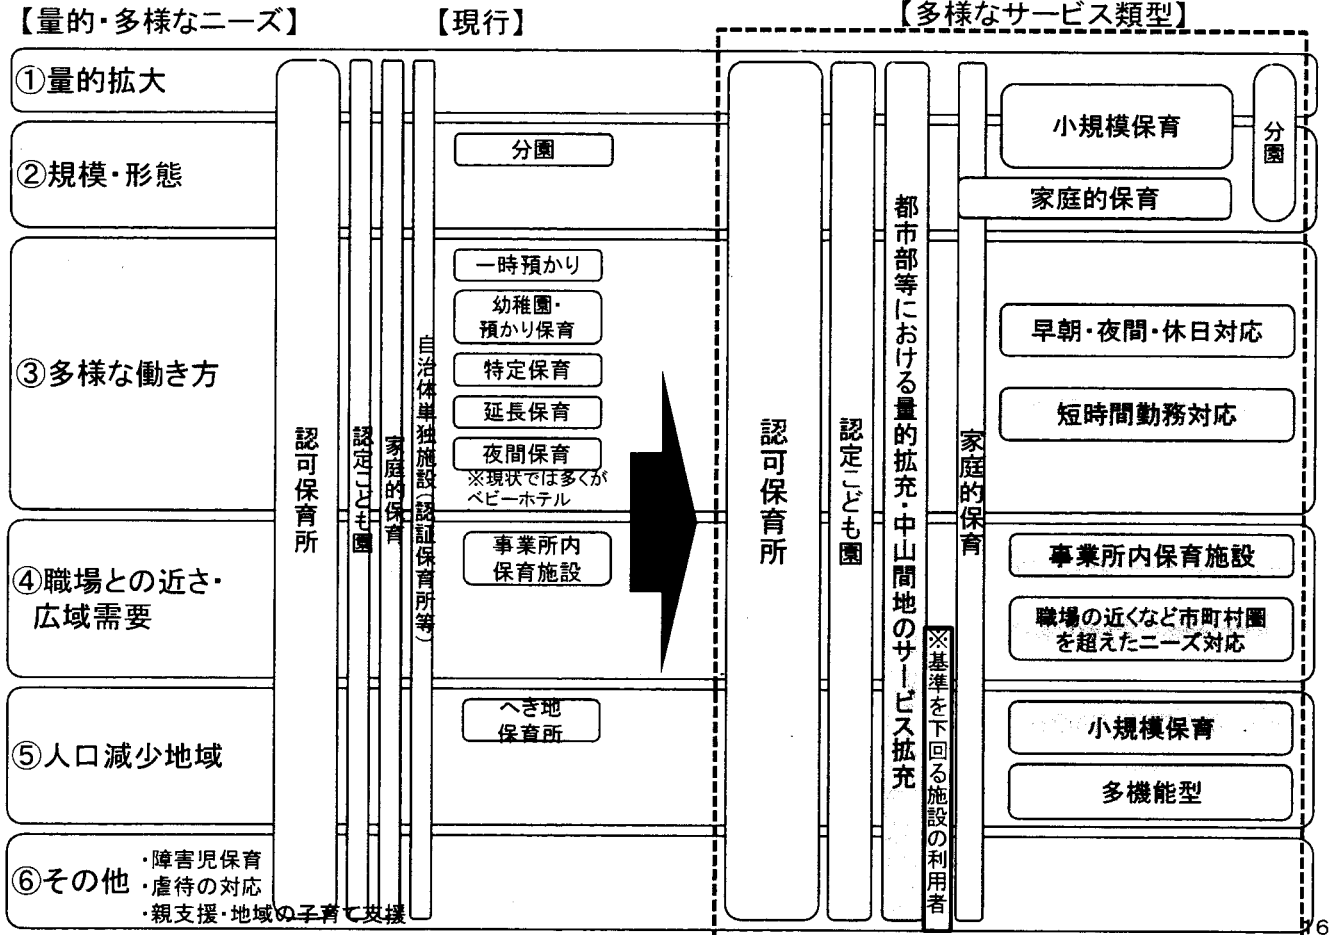 【量的・多様なニーズ】
【現行】
【多様なサービス類型】
①量的拡大
②規模・形態
③多様な働き方
④職場との近さ・
広域需要
⑤人口減少地域
⑥その他
・障害児保育
・虐待の対応
・親支援・地域の子育て支援
認可保育所
認定こども園
家庭的保育
自治体単独施設(認証保育所等)
分園
一時預かり
幼稚園・
預かり保育
特定保育
延長保育
夜間保育
※現状では多くが
ベビーホテル
事業所内
保育施設
へき地
保育所
認可保育所
認定こども園
都市部等における量的拡充・中山間地のサービス拡充
※基準を下回る施設の利用者
家庭的保育
小規模保育
分園
家庭的保育
早朝・夜間・休日対応
短時間勤務対応
事業所内保育施設
職場の近くなど市町村圏
を超えたニーズ対応
小規模保育
多機能型
16